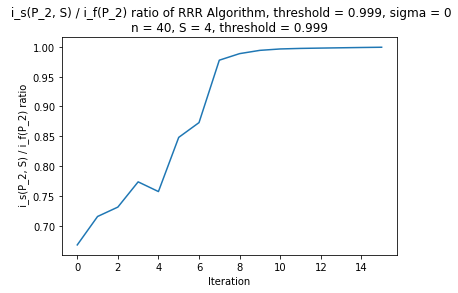 i_s(P_2, S) / i_f(P_2) ratio of RRR Algorithm, threshold = 0.999, sigma = 0
n = 40, S = 4, threshold = 0.999
1.00
0.95
0.90
0.85
0.80
0.75
0.70
i_s(P_2, S) / i_f(P_2) ratio
0 2 4 6 8 10 12 14
Iteration